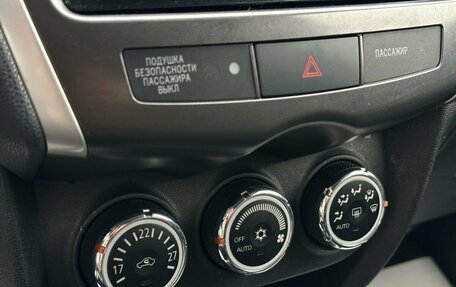 ПОДУШКА
БЕЗОПАСНОСТИ
ПАССАЖИРА
ВЫКЛ
ПАССАЖИР
17 22 27
OFF
AUTO
AUTO